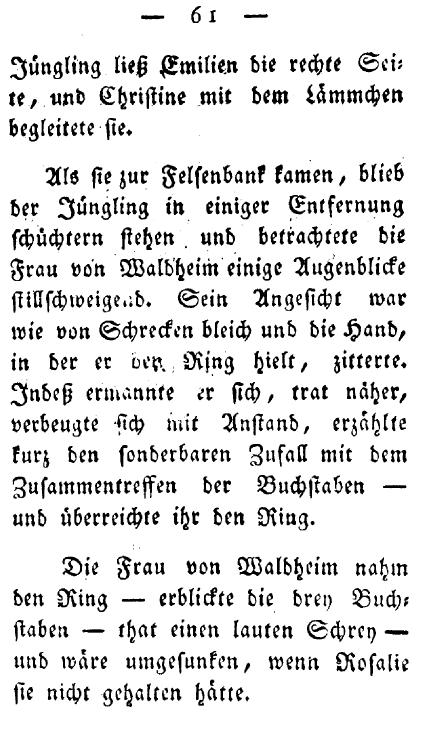 — 61 —
Jüngling ließ Emilien die rechte Sei⸗
te, und Christine mit dem Lämmchen
begleitete sie.
Als sie zur Felsenbank kamen, blieb
der Jüngling in einiger Entfernung
schüchtern stehen und betrachtete die
Frau von Waldheim einige Augenblicke
stillschweigend. Sein Angesicht war
wie von Schrecken bleich und die Hand,
in der er den Ring hielt, zitterte.
Indeß ermannte er sich, trat näher,
verbeugte sich mit Anstand, erzählte
kurz den sonderbaren Zufall mit dem
Zusammentreffen der Buchstaben —
und überreichte ihr den Ring.
Die Frau von Waldheim nahm
den Ring — erblickte die drey Buch⸗
staben — that einen lauten Schrey —
und wäre umgesunken, wenn Rosalie
sie nicht gehalten hätte.